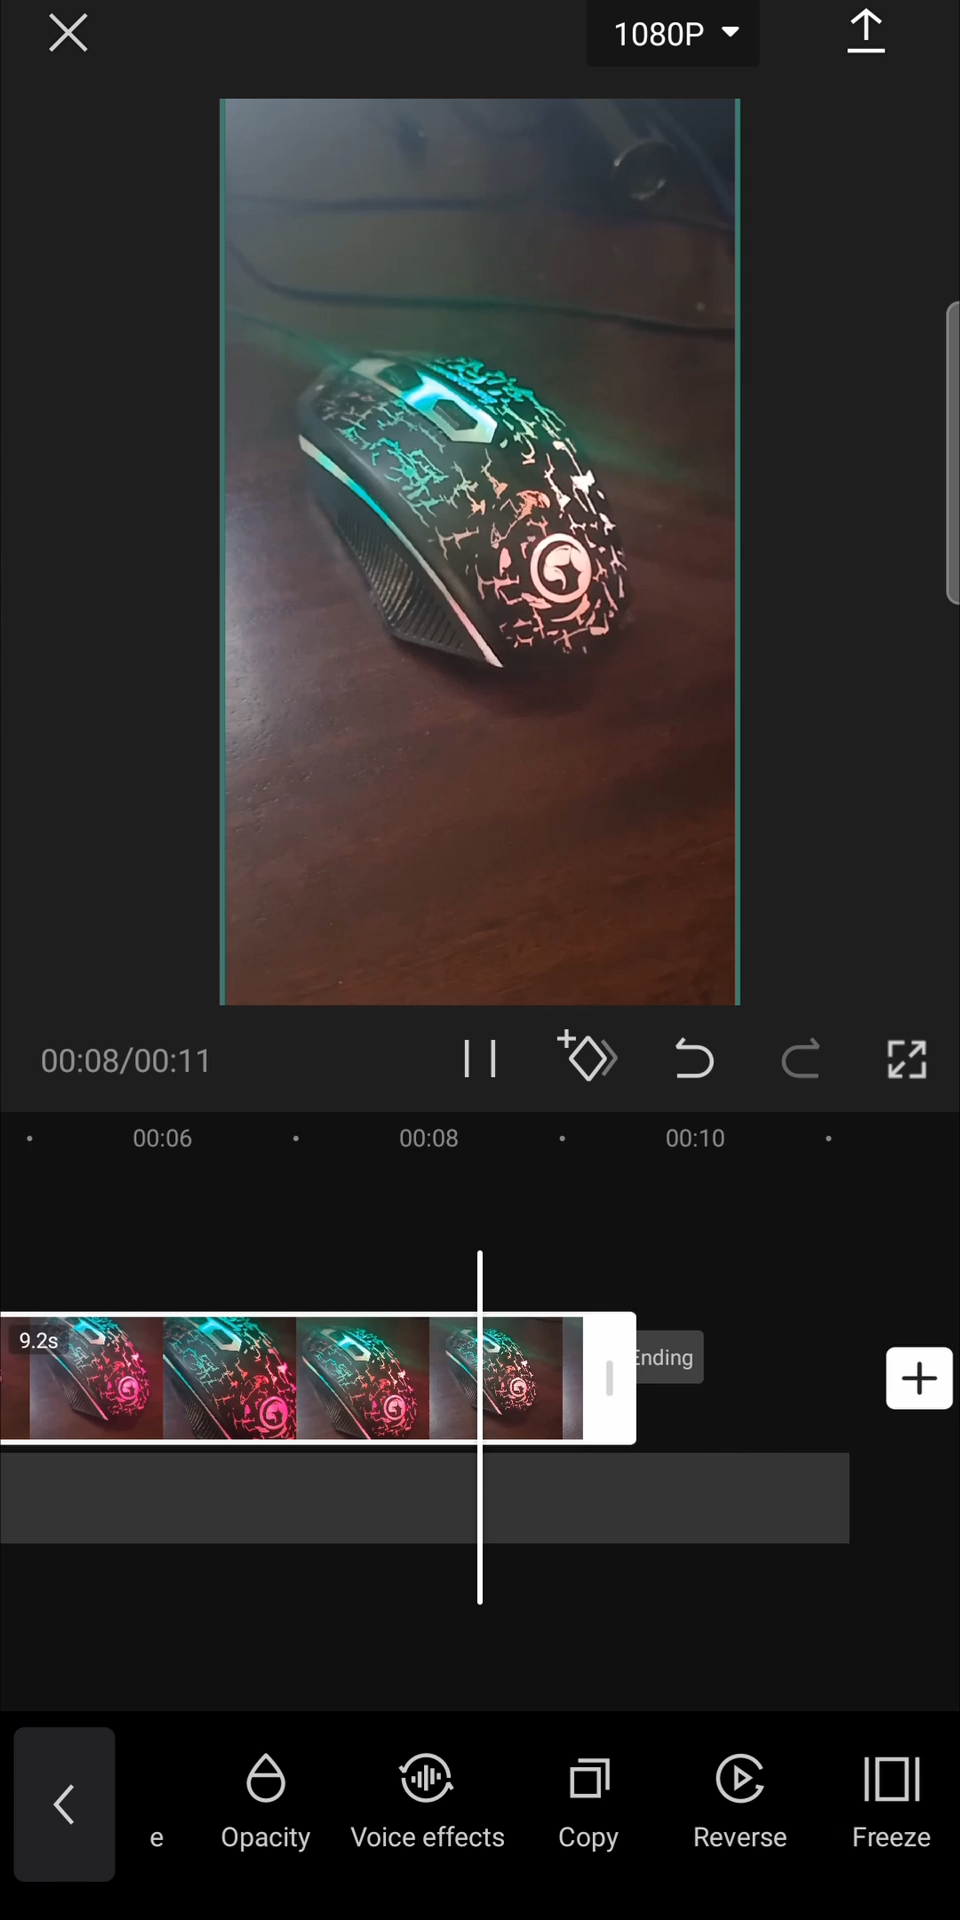 1080P
00:08/00:11
00:06
00:08
00:10
9.2s
Ending
e
Opacity
Voice effects
Copy
Reverse
Freeze